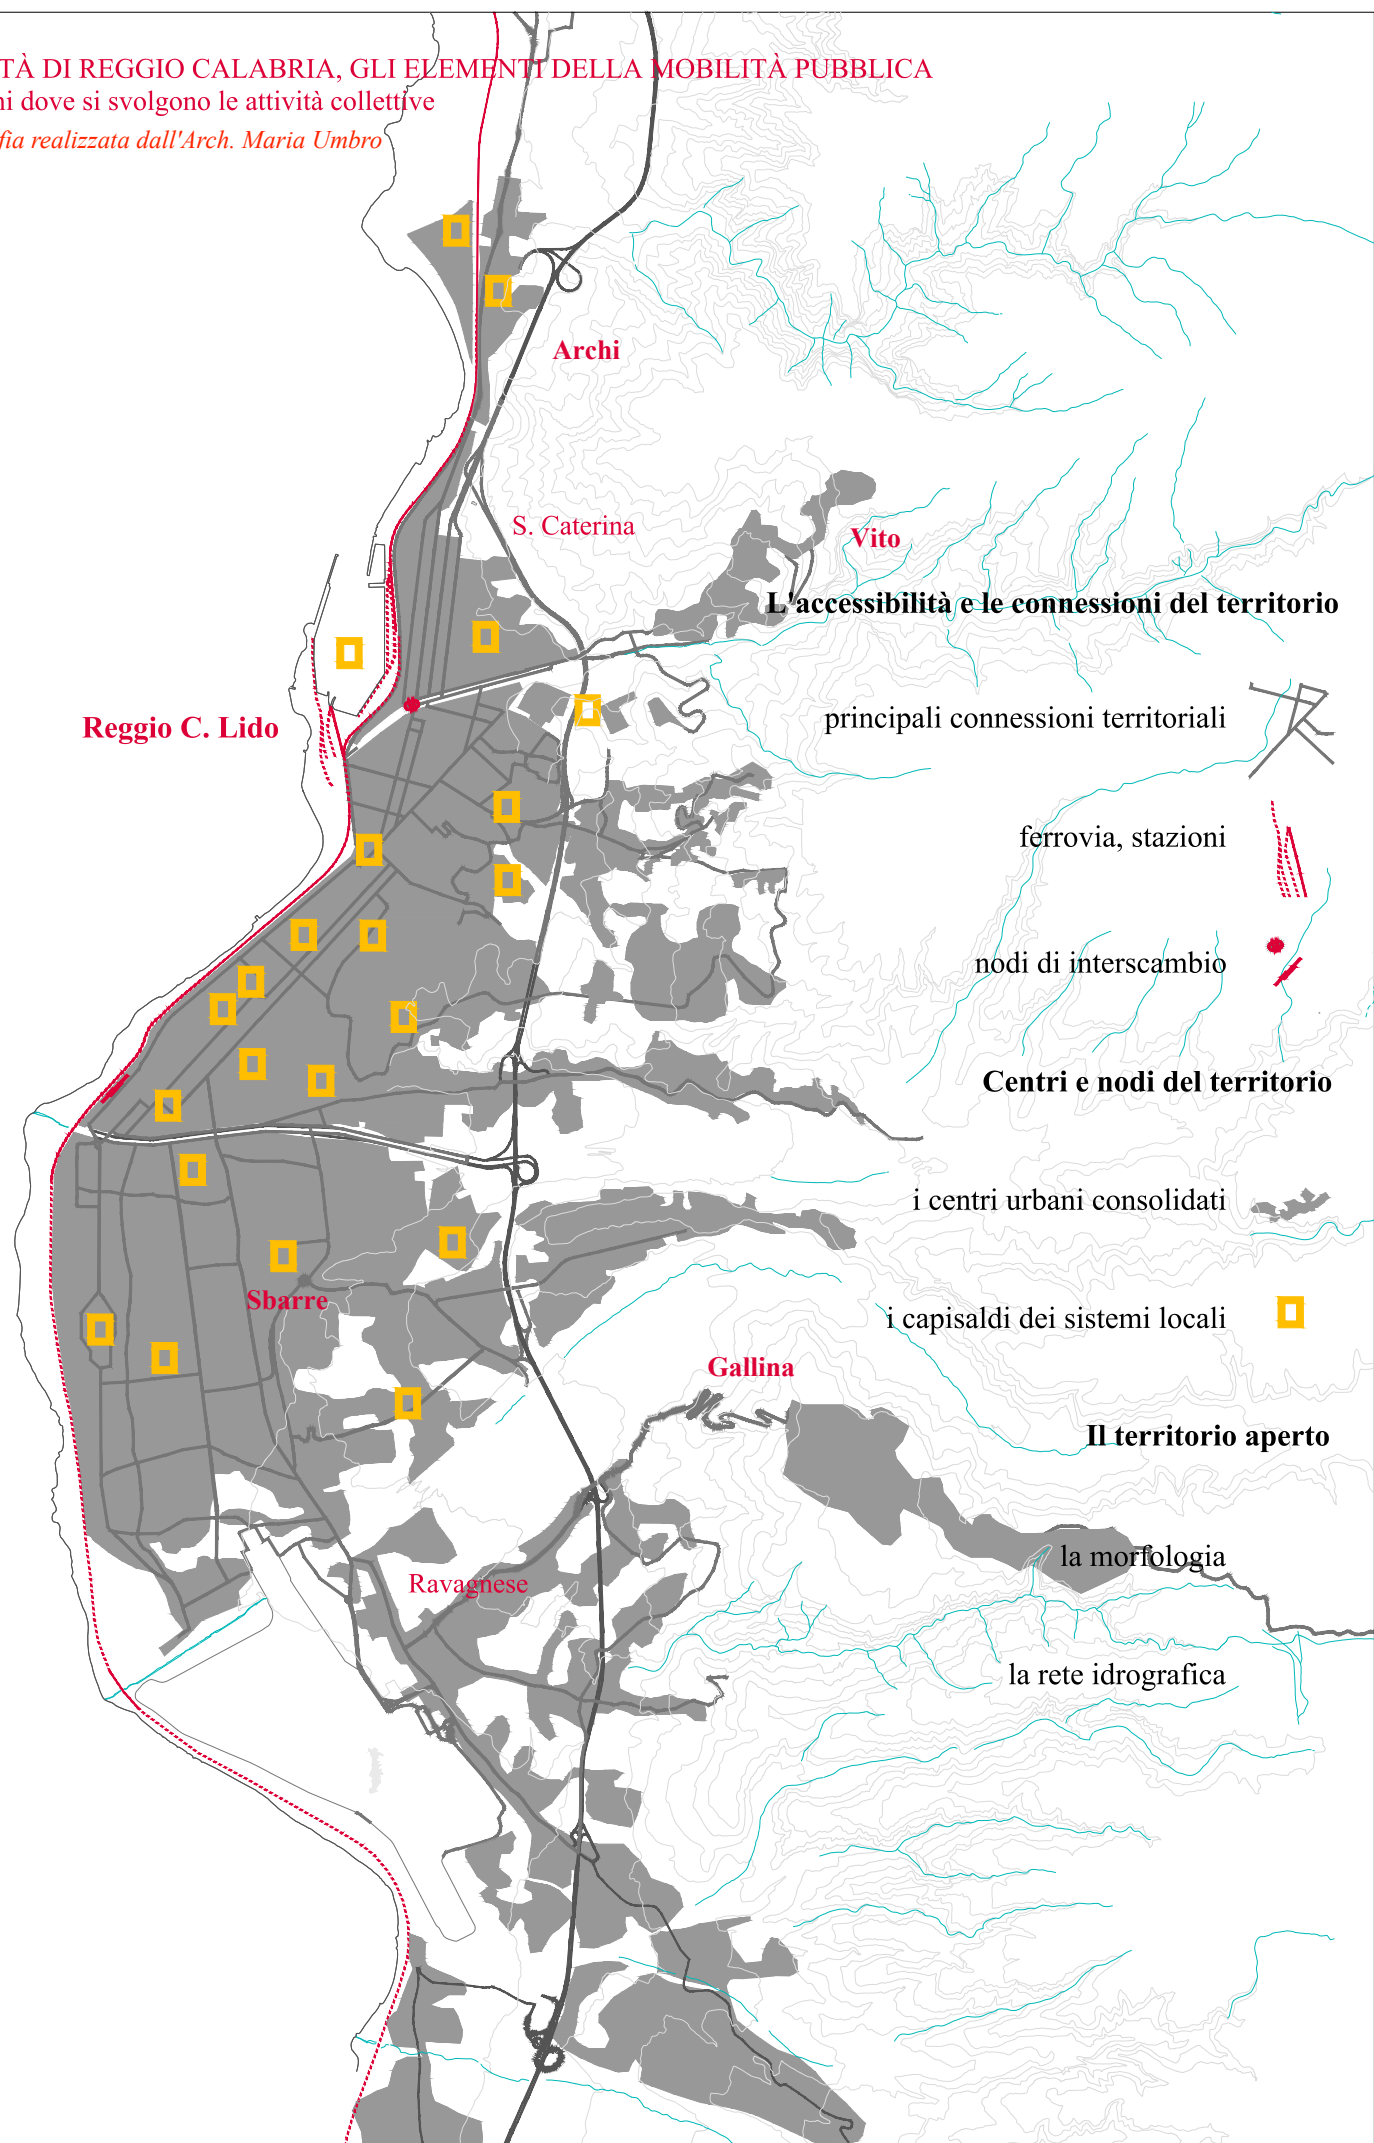 TÀ DI REGGIO CALABRIA, GLI ELEMENTI DELLA MOBILITÀ PUBBLICA
ni dove si svolgono le attività collettive
fia realizzata dall'Arch. Maria Umbro
Archi
S. Caterina
Vito
L'accessibilità e le connessioni del territorio
principali connessioni territoriali
Reggio C. Lido
ferrovia, stazioni
nodi di interscambio
Centri e nodi del territorio
i centri urbani consolidati
Sbarre
i capisaldi dei sistemi locali
Gallina
Il territorio aperto
la morfologia
Ravagnese
la rete idrografica